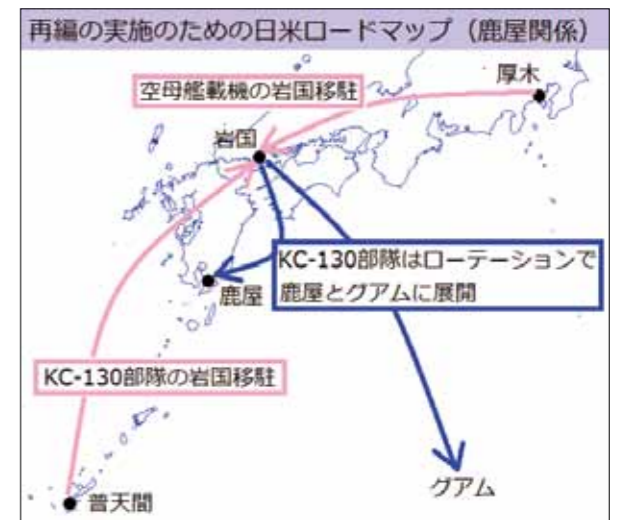 再編の実施のための日米ロードマップ（鹿屋関係）
厚木
空母艦載機の岩国移駐
岩国
KC-130部隊はローテーションで
鹿屋とグアムに展開
鹿屋
KC-130部隊の岩国移駐
グアム
普天間